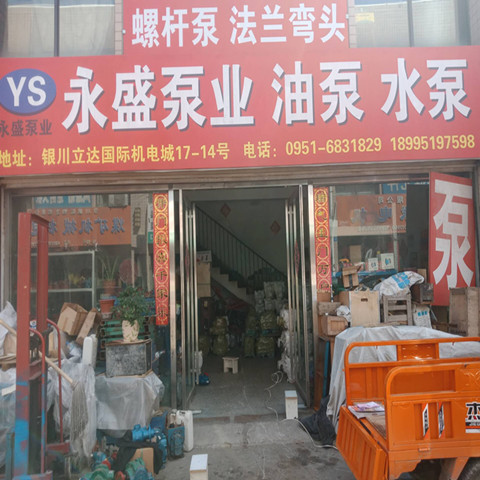 螺杆泵 法兰弯头
YS
永盛泵业
永盛泵业 油泵 水泵
地址：银川立达国际机电城17-14号 电话：0951-6831829 18995197598
泵